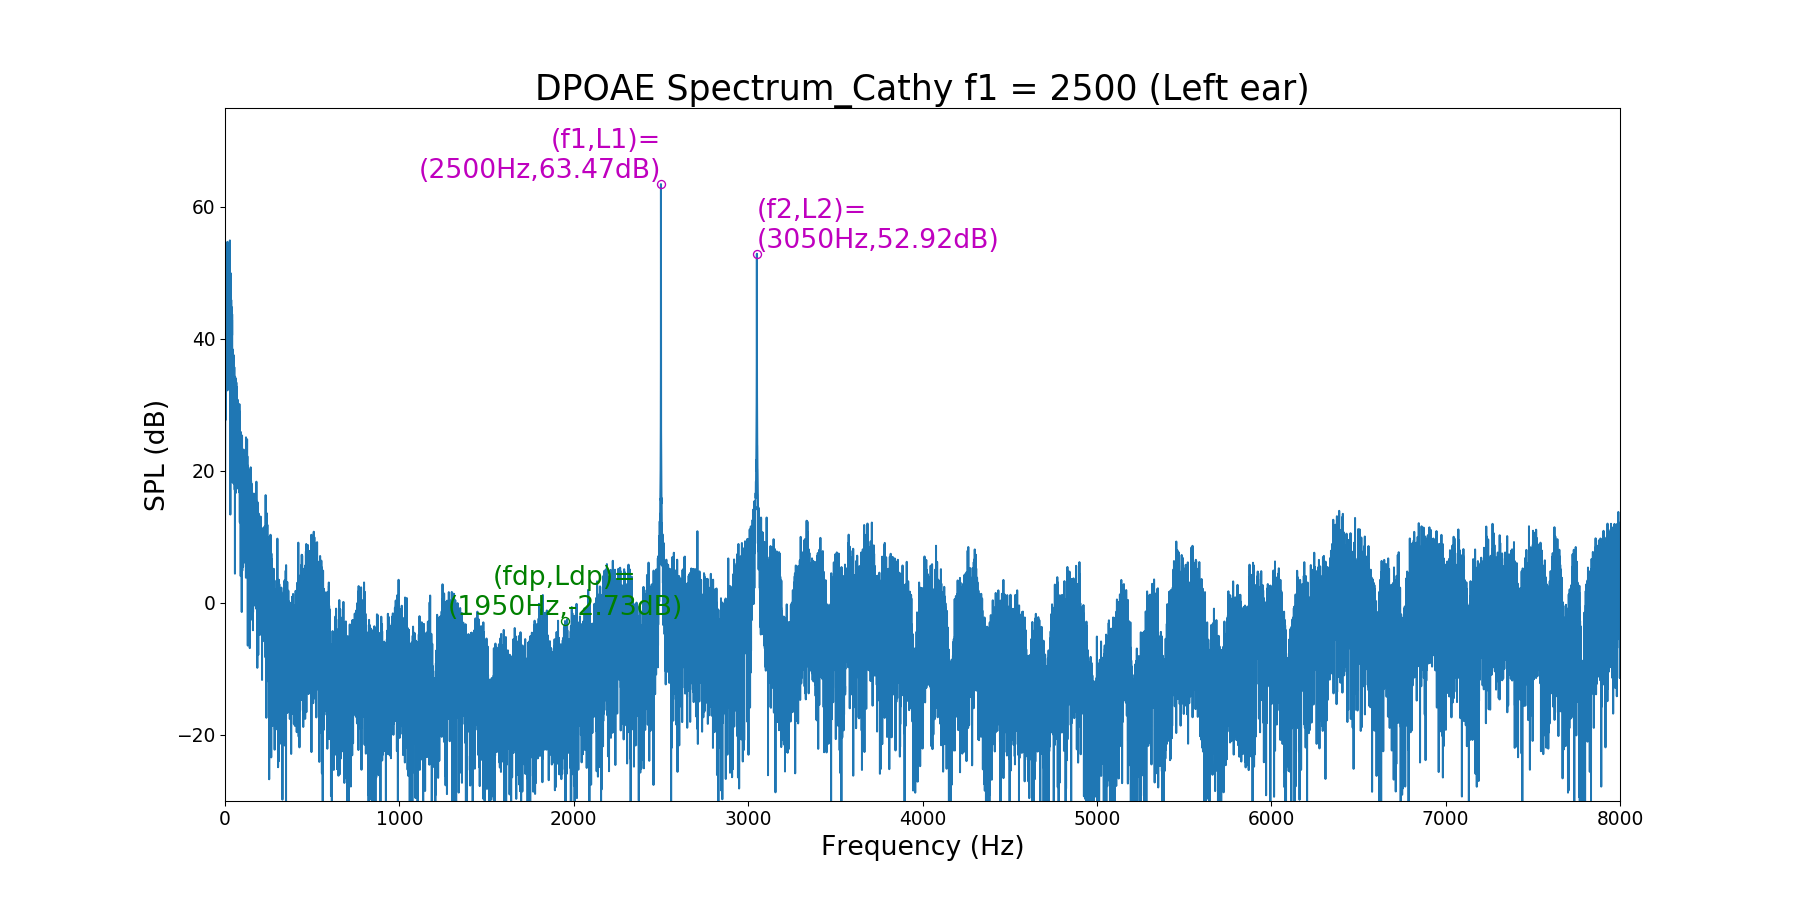 DPOAE Spectrum_Cathy f1 = 2500 (Left ear)
(f1,L1)=
(2500Hz,63.47dB)
(f2,L2)=
(3050Hz,52.92dB)
(fdp,Ldp)=
(1950Hz,-2.73dB)
SPL (dB)
60
40
20
0
−20
0 1000 2000 3000 4000 5000 6000 7000 8000
Frequency (Hz)